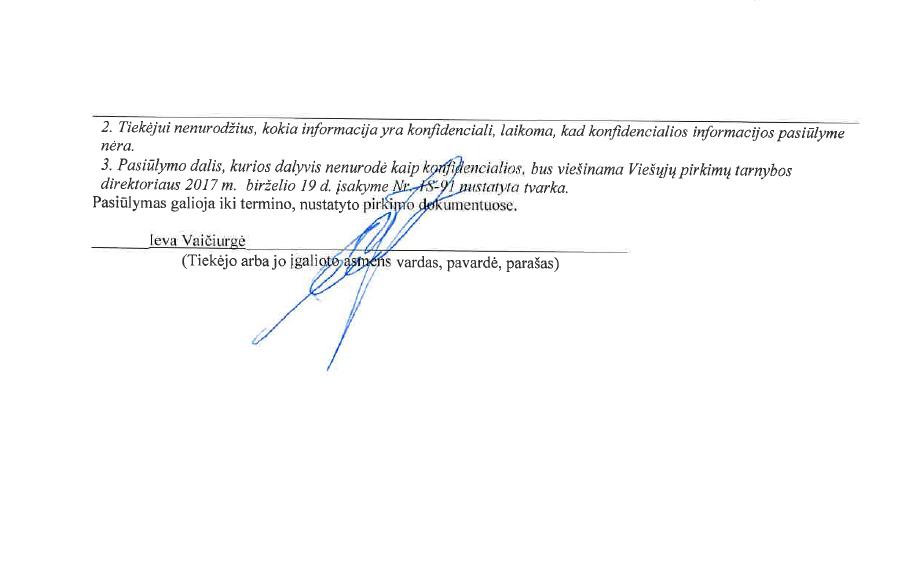 2. Tiekėjui nenurodžius, kokia informacija yra konfidenciali, laikoma, kad konfidencialios informacijos pasiūlyme
nėra.
3. Pasiūlymo dalis, kurios dalyvis nenurodė kaip konfidencialios, bus viešinama Viešųjų pirkimų tarnybos
direktoriaus 2017 m. birželio 19 d. įsakyme Nr. 1S-91 nustatyta tvarka.
Pasiūlymas galioja iki termino, nustatyto pirkimo dokumentuose.
Ieva Vaičiurgė
(Tiekėjo arba jo įgalioto asmens vardas, pavardė, parašas)